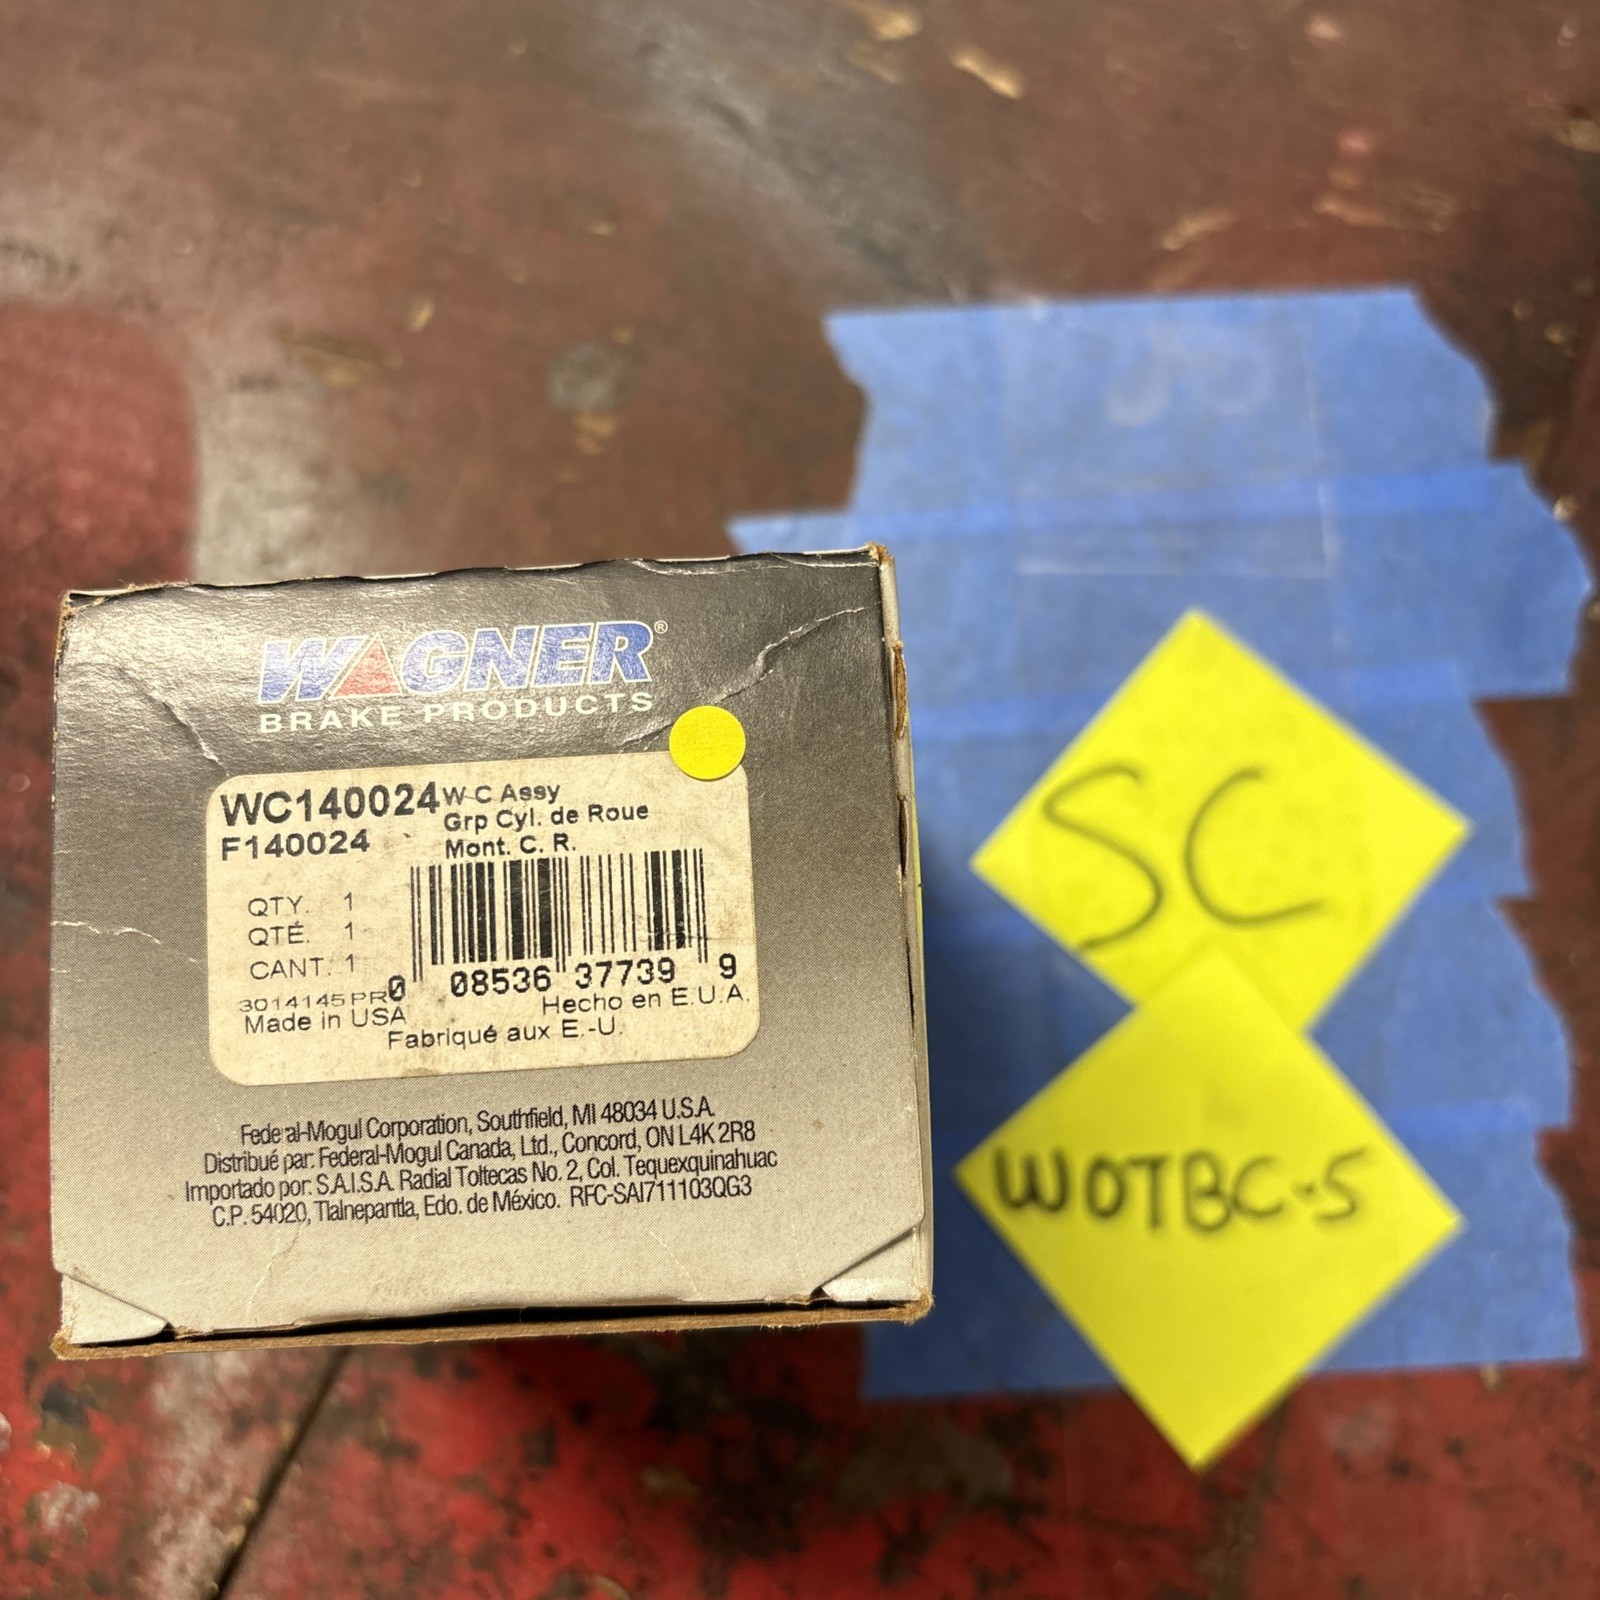 WAGNER®
BRAKE PRODUCTS
WC140024 W-C Assy
F140024 Grp Cyl. de Roue
Mont. C. R.
QTY. 1
QTÉ. 1
CANT. 1
0 08536 37739 9
3014145PR
Hecho en E.U.A.
Made in USA
Fabriqué aux E.-U.
Federal-Mogul Corporation, Southfield, MI 48034 U.S.A.
Distribué par: Federal-Mogul Canada, Ltd., Concord, ON L4K 2R8
Importado por: S.A.I.S.A. Radial Toltecas No. 2, Col. Tequexquinahuac
C.P. 54020, Tlalnepantla, Edo. de México. RFC-SAI711103QG3
SC
WOTBC-5